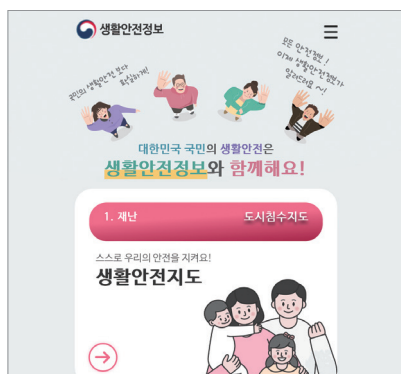 생활안전정보
모든 안전정보!
이제 생활안전정보가
알려드려요~!
국민의 생활안전 보다
확실하게!
대한민국 국민의 생활안전은
생활안전정보와 함께해요!
1. 재난 도시침수지도
스스로 우리의 안전을 지켜요!
생활안전지도